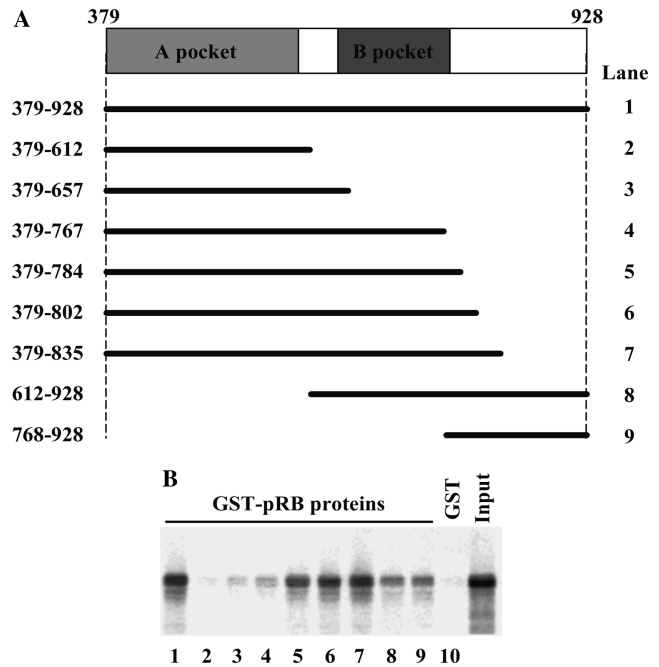 A
379
928
A pocket
B pocket
Lane
379-928 1
379-612 2
379-657 3
379-767 4
379-784 5
379-802 6
379-835 7
612-928 8
768-928 9
B
GST-pRB proteins
GST
Input
1 2 3 4 5 6 7 8 9 10